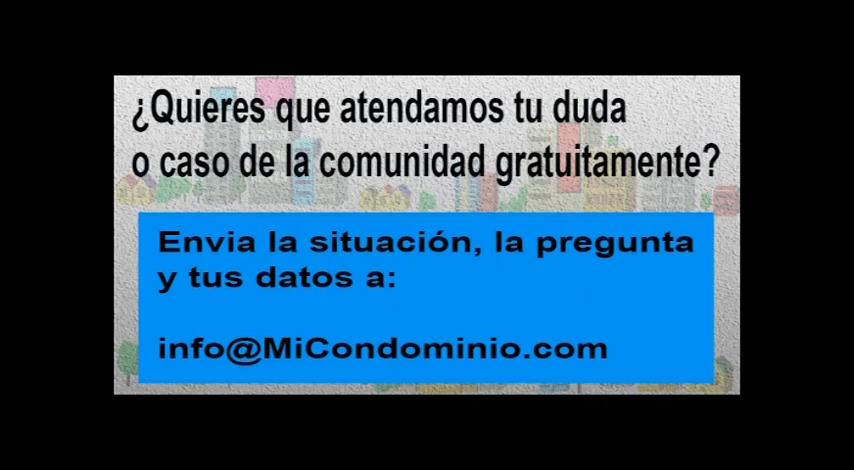 ¿Quieres que atendamos tu duda
o caso de la comunidad gratuitamente?
Envia la situación, la pregunta
y tus datos a:
info@MiCondominio.com